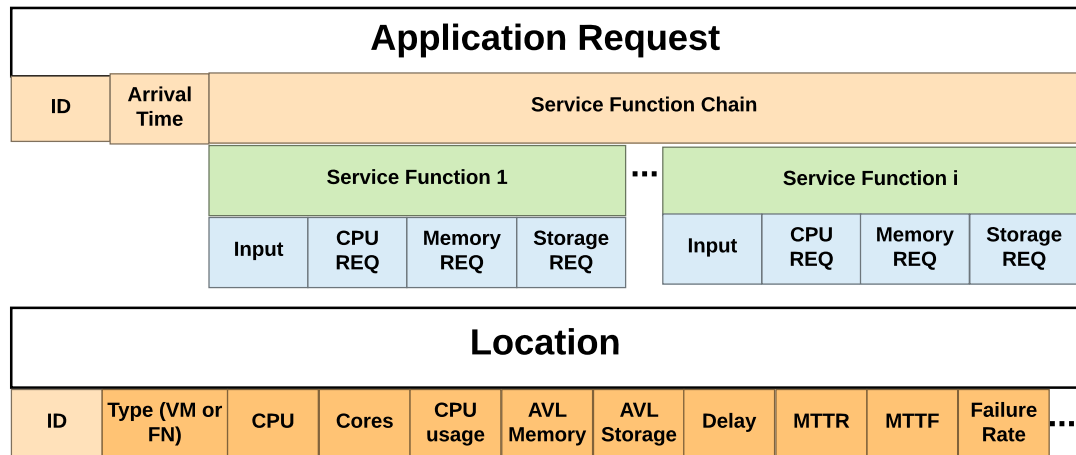 Application Request
ID
Arrival
Time
Service Function Chain
Service Function 1
...
Service Function i
Input
CPU
REQ
Memory
REQ
Storage
REQ
Input
CPU
REQ
Memory
REQ
Storage
REQ
Location
ID
Type (VM or
FN)
CPU
Cores
CPU
usage
AVL
Memory
AVL
Storage
Delay
MTTR
MTTF
Failure
Rate
...